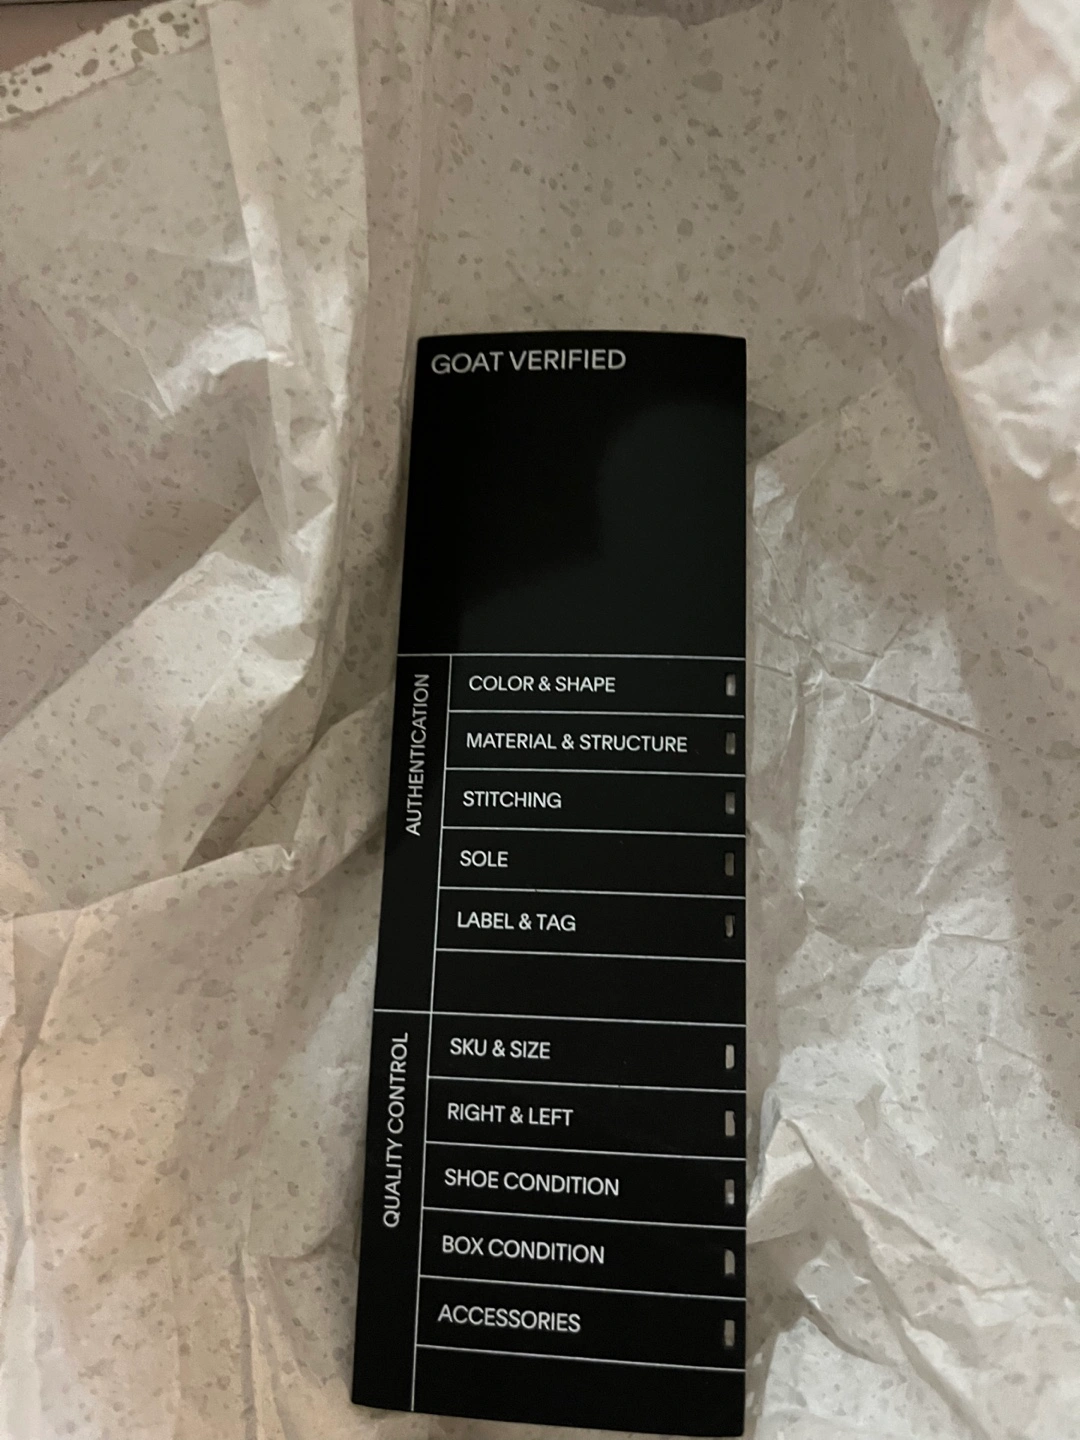 GOAT VERIFIED
AUTHENTICATION
COLOR & SHAPE
MATERIAL & STRUCTURE
STITCHING
SOLE
LABEL & TAG
QUALITY CONTROL
SKU & SIZE
RIGHT & LEFT
SHOE CONDITION
BOX CONDITION
ACCESSORIES